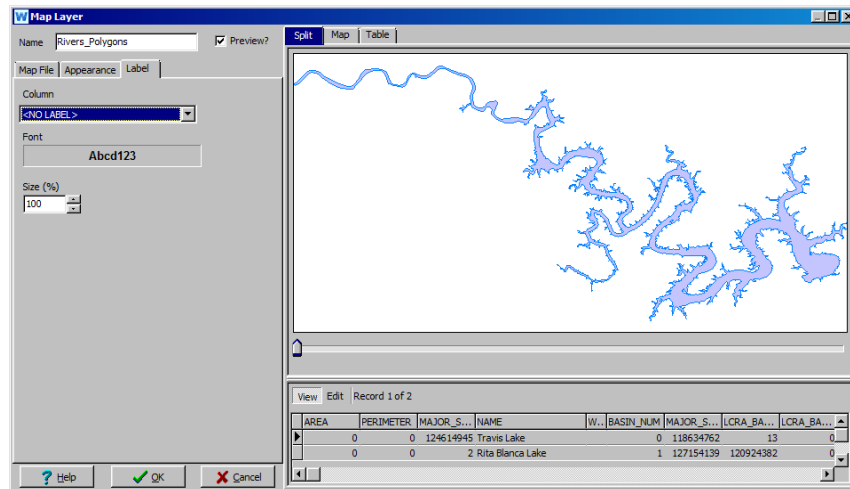 Map Layer
Name Rivers_Polygons Preview?
Map File Appearance Label
Column
<NO LABEL>
Font
Abcd123
Size (%)
100
Help OK Cancel
Split Map Table
View Edit Record 1 of 2
AREA PERIMETER MAJOR_S... NAME W.. BASIN_NUM MAJOR_S... LCRA_BA... LCRA_BA...
0 0 124614945 Travis Lake 0 118634762 13 0
0 0 2 Rita Blanca Lake 1 127154139 120924382 0